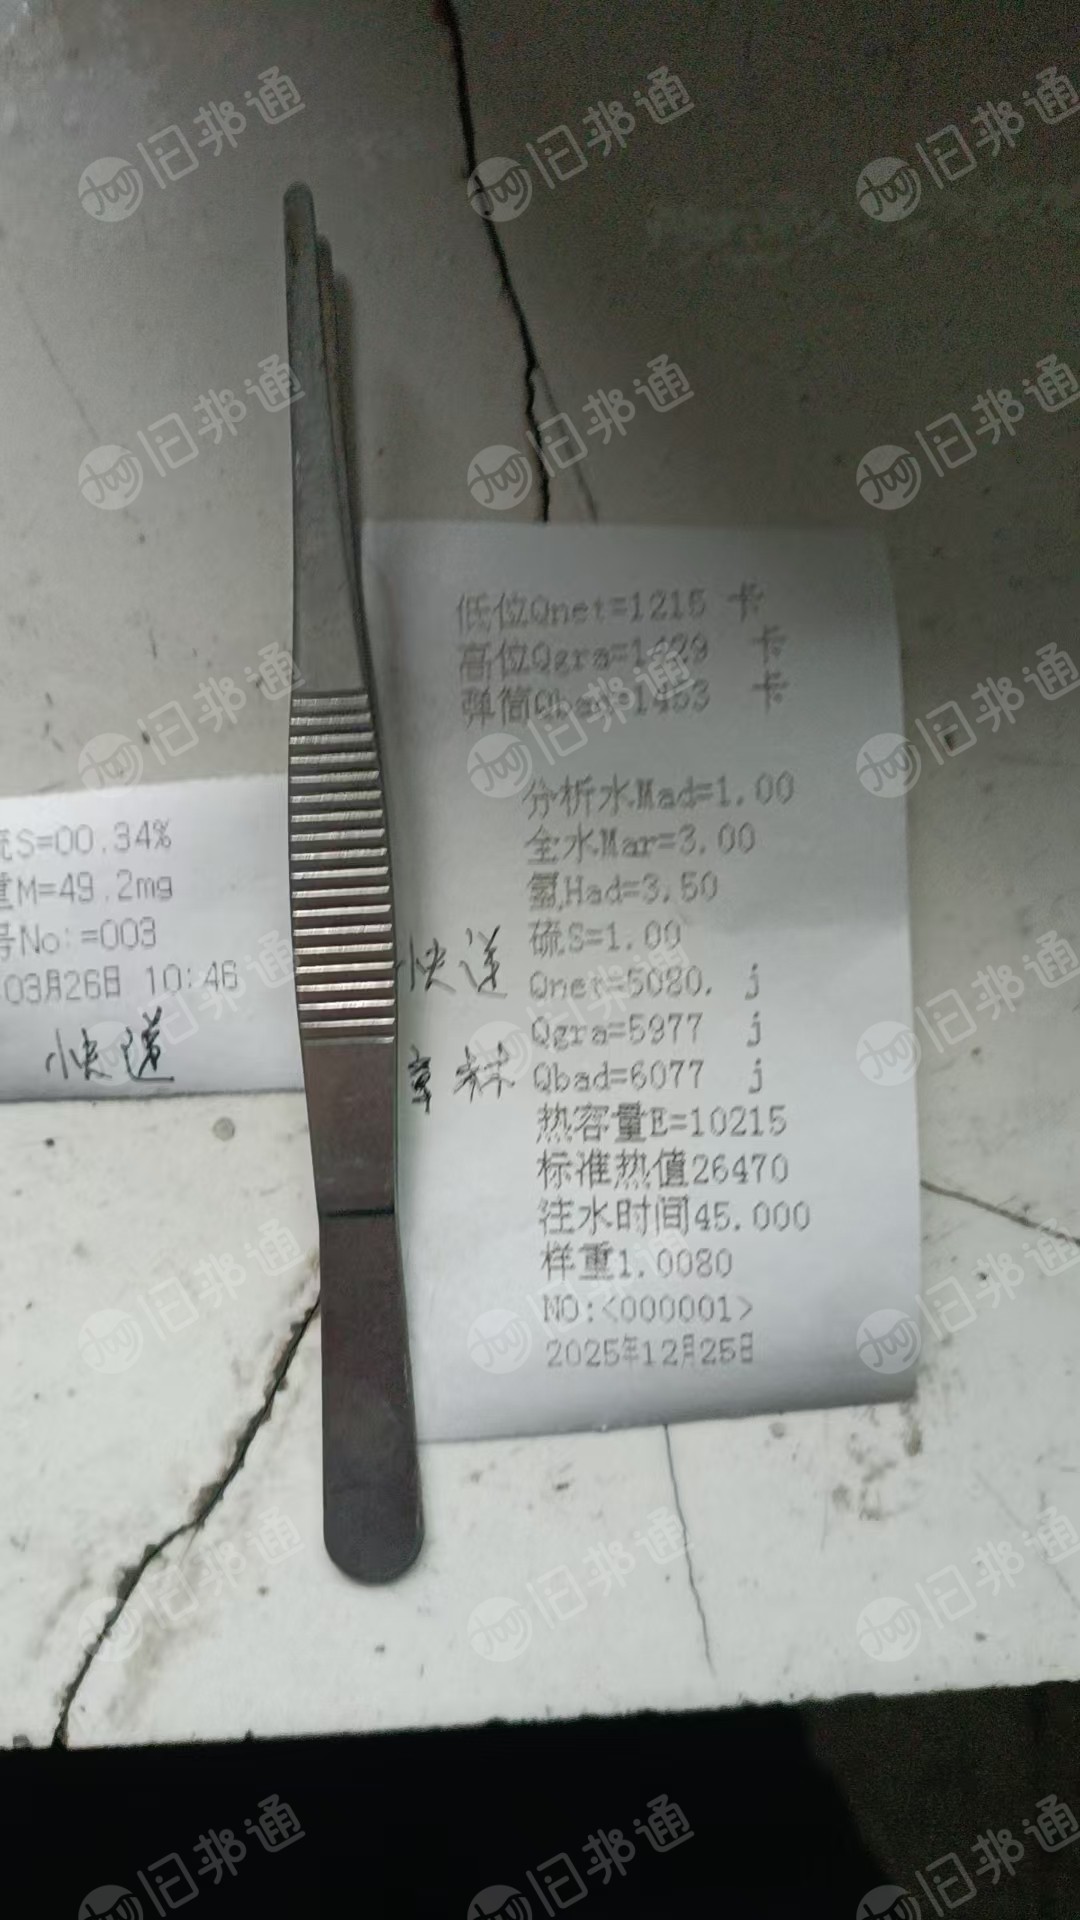 低位Qnet=1215 卡
高位Qgra=1429 卡
弹筒Qbad=1453 卡
分析水Mad=1.00
全水Mar=3.00
氢Had=3.50
硫S=1.00
Qnet=5080. j
Qgra=5977 j
Qbad=6077 j
热容量E=10215
标准热值26470
注水时间45.000
样重1.0080
NO:<000001>
2025年12月25日
快送
硫S=00.34%
重M=49.2mg
号No:=003
03月26日 10:46
快递
旧邦通